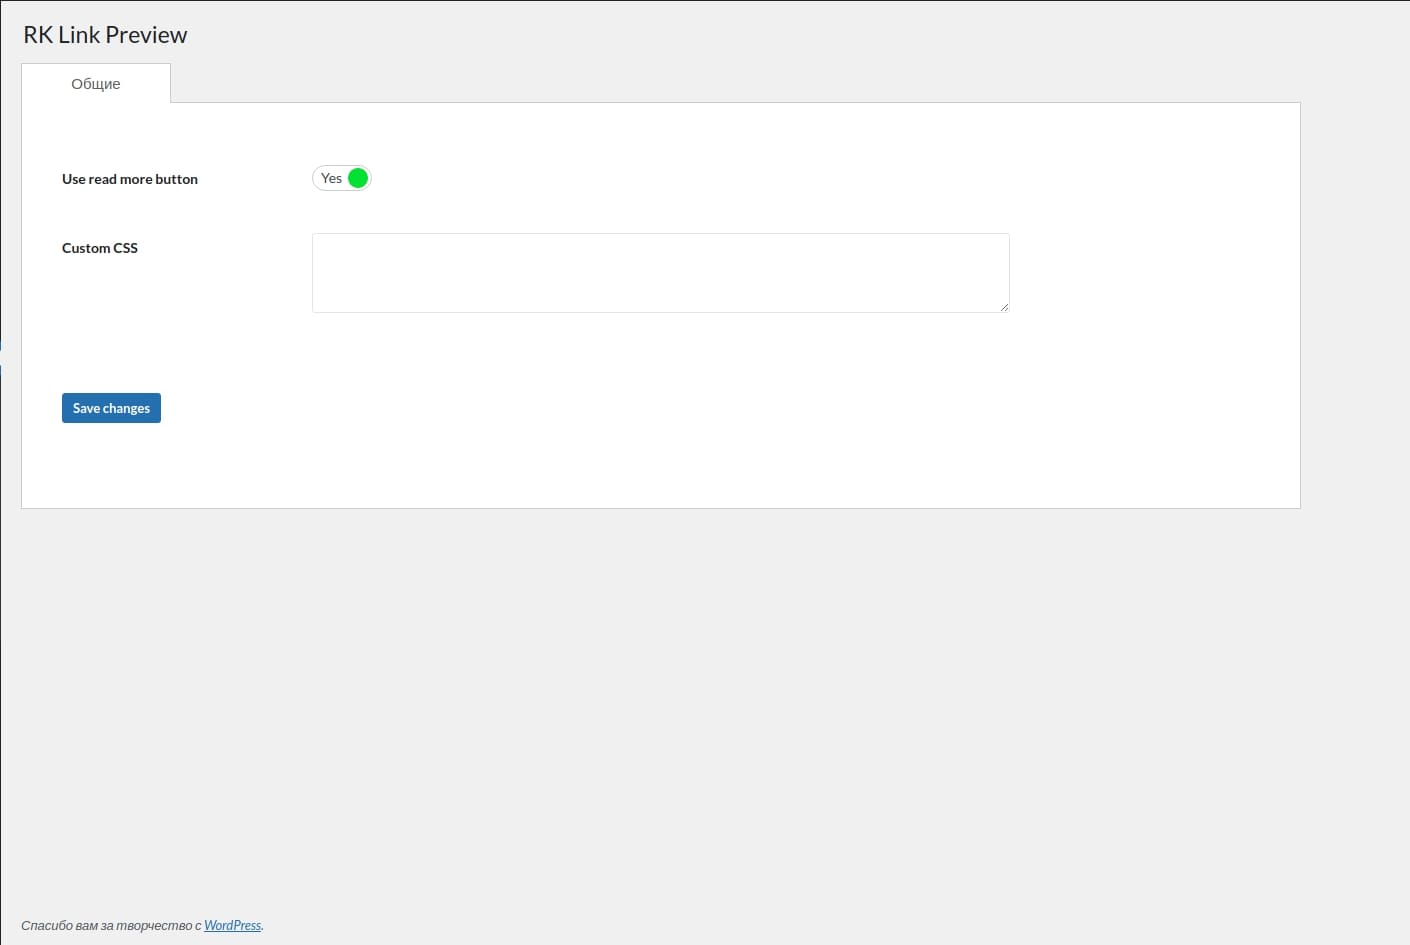 RK Link Preview
Общие
Use read more button
Yes
Custom CSS
Save changes
Спасибо вам за творчество с WordPress.